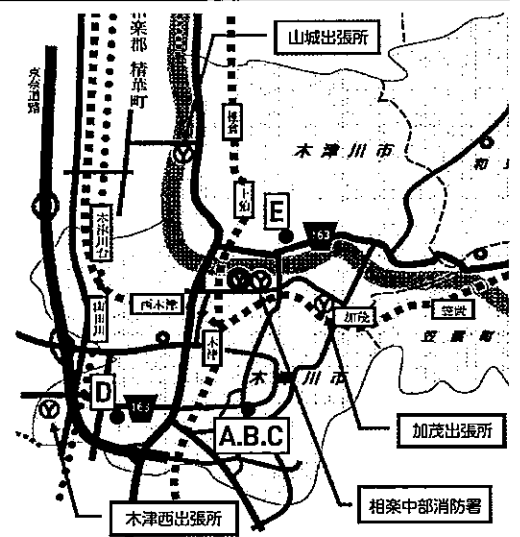 山城出張所
楽郡 精華町
京奈道路
棚倉
木津川市
和
上狛
E
163
木津川台
山田川
西木津
木津
加茂
笠置
笠置町
木
川市
D
163
A.B.C
加茂出張所
相楽中部消防署
木津西出張所